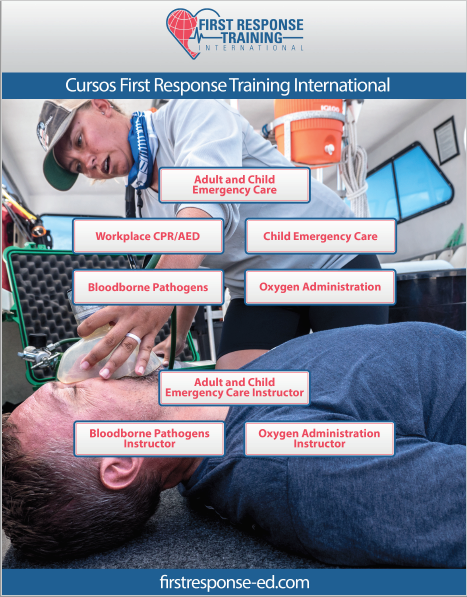 FIRST RESPONSE
TRAINING
INTERNATIONAL
Cursos First Response Training International
Adult and Child
Emergency Care
Workplace CPR/AED
Child Emergency Care
Bloodborne Pathogens
Oxygen Administration
Adult and Child
Emergency Care Instructor
Bloodborne Pathogens
Instructor
Oxygen Administration
Instructor
firstresponse-ed.com